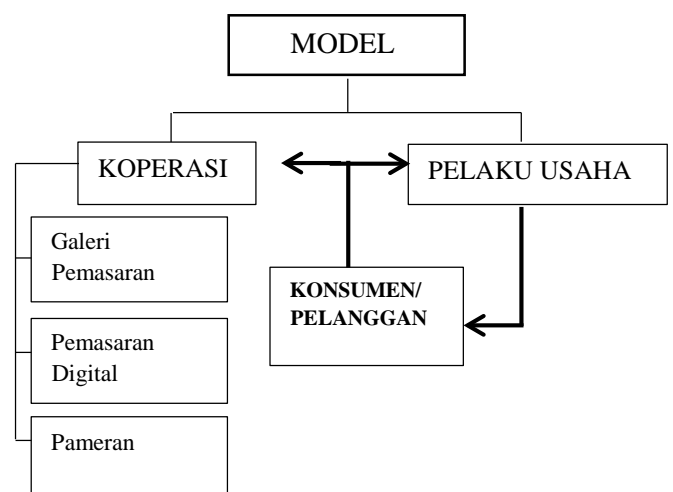 MODEL
KOPERASI
PELAKU USAHA
Galeri
Pemasaran
KONSUMEN/
PELANGGAN
Pemasaran
Digital
Pameran